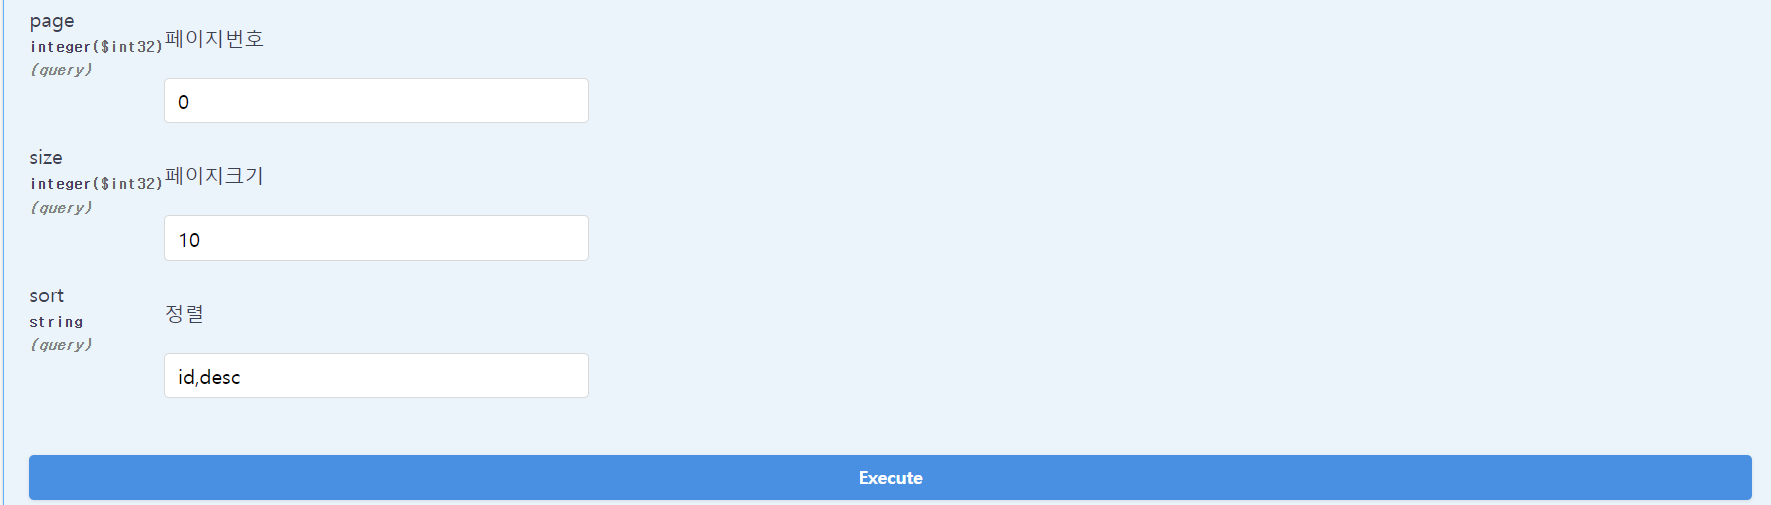 page
integer($int32)
(query)
페이지번호
0
size
integer($int32)
(query)
페이지크기
10
sort
string
(query)
정렬
id,desc
Execute